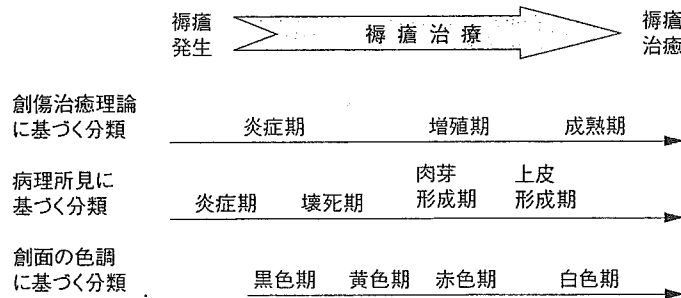 褥瘡
発生
褥瘡治療
褥瘡
治癒
創傷治癒理論
に基づく分類
炎症期 増殖期 成熟期
病理所見に
基づく分類
炎症期 壊死期 肉芽
形成期 上皮
形成期
創面の色調
に基づく分類
黒色期 黄色期 赤色期 白色期